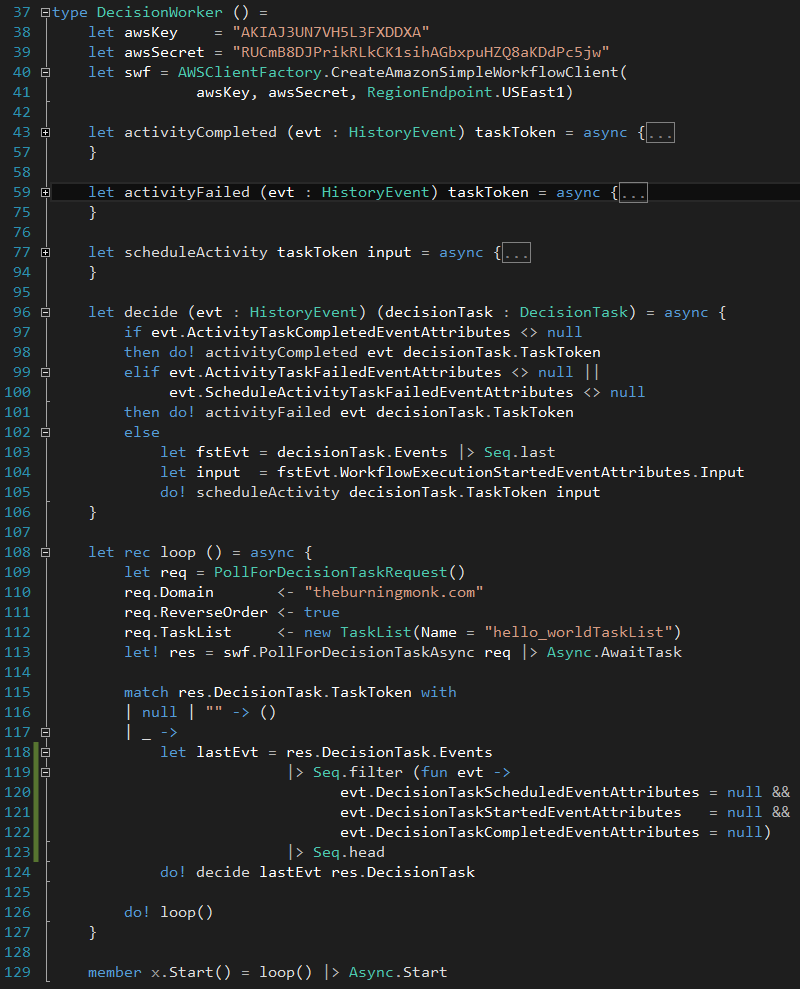 37 type DecisionWorker () =
38 let awsKey = "AKIAJ3UN7VH5L3FXDDXA"
39 let awsSecret = "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"
40 let swf = AWSClientFactory.CreateAmazonSimpleWorkflowClient(
41 awsKey, awsSecret, RegionEndpoint.USEast1)
42
43 let activityCompleted (evt : HistoryEvent) taskToken = async {...
57 }
58
59 let activityFailed (evt : HistoryEvent) taskToken = async {...
75 }
76
77 let scheduleActivity taskToken input = async {...
94 }
95
96 let decide (evt : HistoryEvent) (decisionTask : DecisionTask) = async {
97 if evt.ActivityTaskCompletedEventAttributes <> null
98 then do! activityCompleted evt decisionTask.TaskToken
99 elif evt.ActivityTaskFailedEventAttributes <> null ||
100 evt.ScheduleActivityTaskFailedEventAttributes <> null
101 then do! activityFailed evt decisionTask.TaskToken
102 else
103 let fstEvt = decisionTask.Events |> Seq.last
104 let input = fstEvt.WorkflowExecutionStartedEventAttributes.Input
105 do! scheduleActivity decisionTask.TaskToken input
106 }
107
108 let rec loop () = async {
109 let req = PollForDecisionTaskRequest()
110 req.Domain <- "theburningmonk.com"
111 req.ReverseOrder <- true
112 req.TaskList <- new TaskList(Name = "hello_worldTaskList")
113 let! res = swf.PollForDecisionTaskAsync req |> Async.AwaitTask
114
115 match res.DecisionTask.TaskToken with
116 | null | "" -> ()
117 | _ ->
118 let lastEvt = res.DecisionTask.Events
119 |> Seq.filter (fun evt ->
120 evt.DecisionTaskScheduledEventAttributes = null &&
121 evt.DecisionTaskStartedEventAttributes = null &&
122 evt.DecisionTaskCompletedEventAttributes = null)
123 |> Seq.head
124 do! decide lastEvt res.DecisionTask
125
126 do! loop()
127 }
128
129 member x.Start() = loop() |> Async.Start